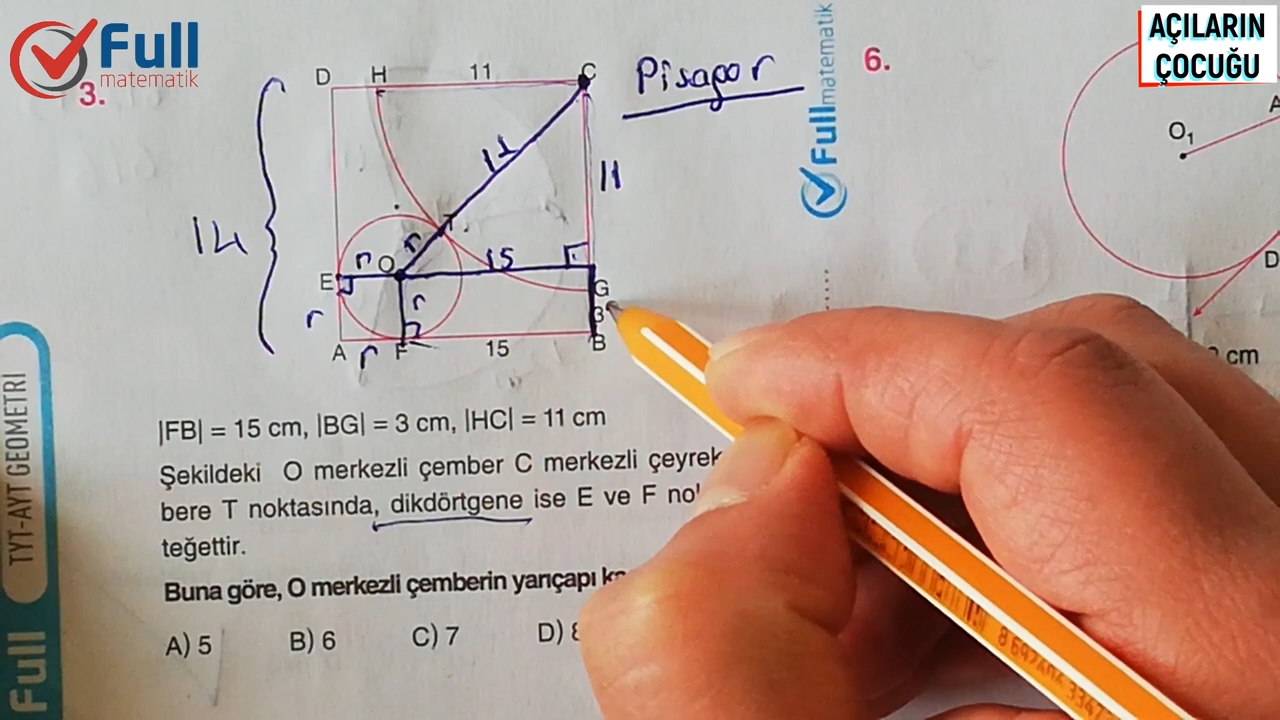 Full
matematik
AÇILARIN
ÇOCUĞU
3.
D H 11 C
Pisagor
Full matematik
6.
O₁
A
11
11
14
r O r T
15
E
r
G
r
3
A r F 15 B
D
cm
|FB| = 15 cm, |BG| = 3 cm, |HC| = 11 cm
Şekildeki O merkezli çember C merkezli çeyrek
bere T noktasında, dikdörtgene ise E ve F
teğettir.
Buna göre, O merkezli çemberin yarıçapı
A) 5 B) 6 C) 7 D)
TYT-AYT GEOMETRİ
Full